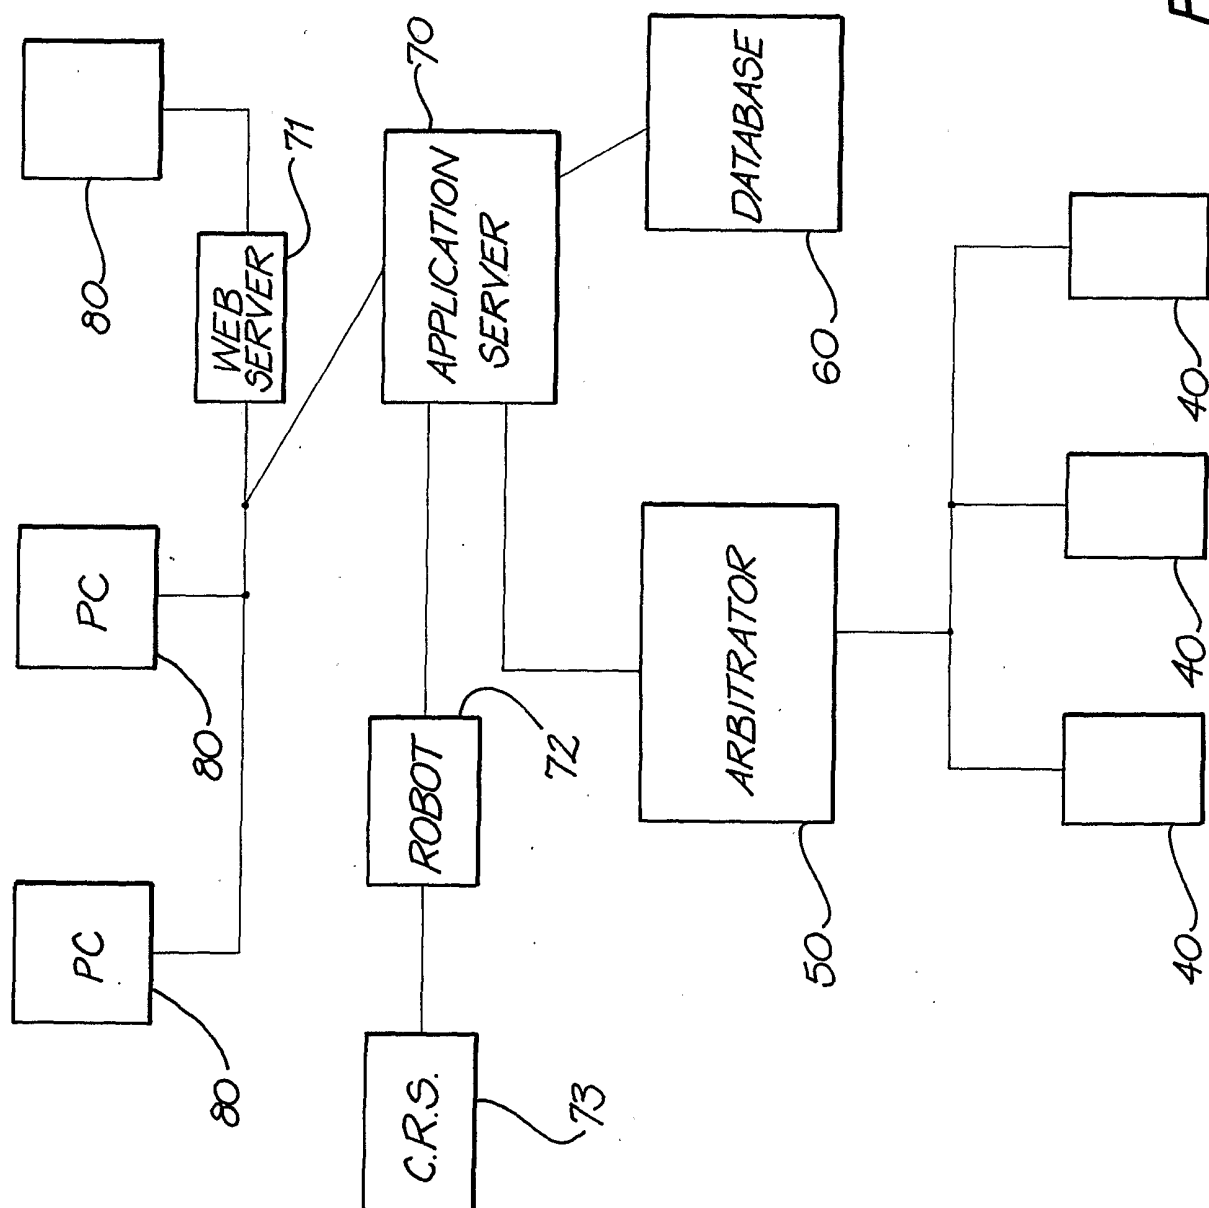 PC
PC
80
80
80
WEB
SERVER
71
C.R.S.
ROBOT
APPLICATION
SERVER
70
73
72
ARBITRATOR
DATABASE
50
60
40
40
40